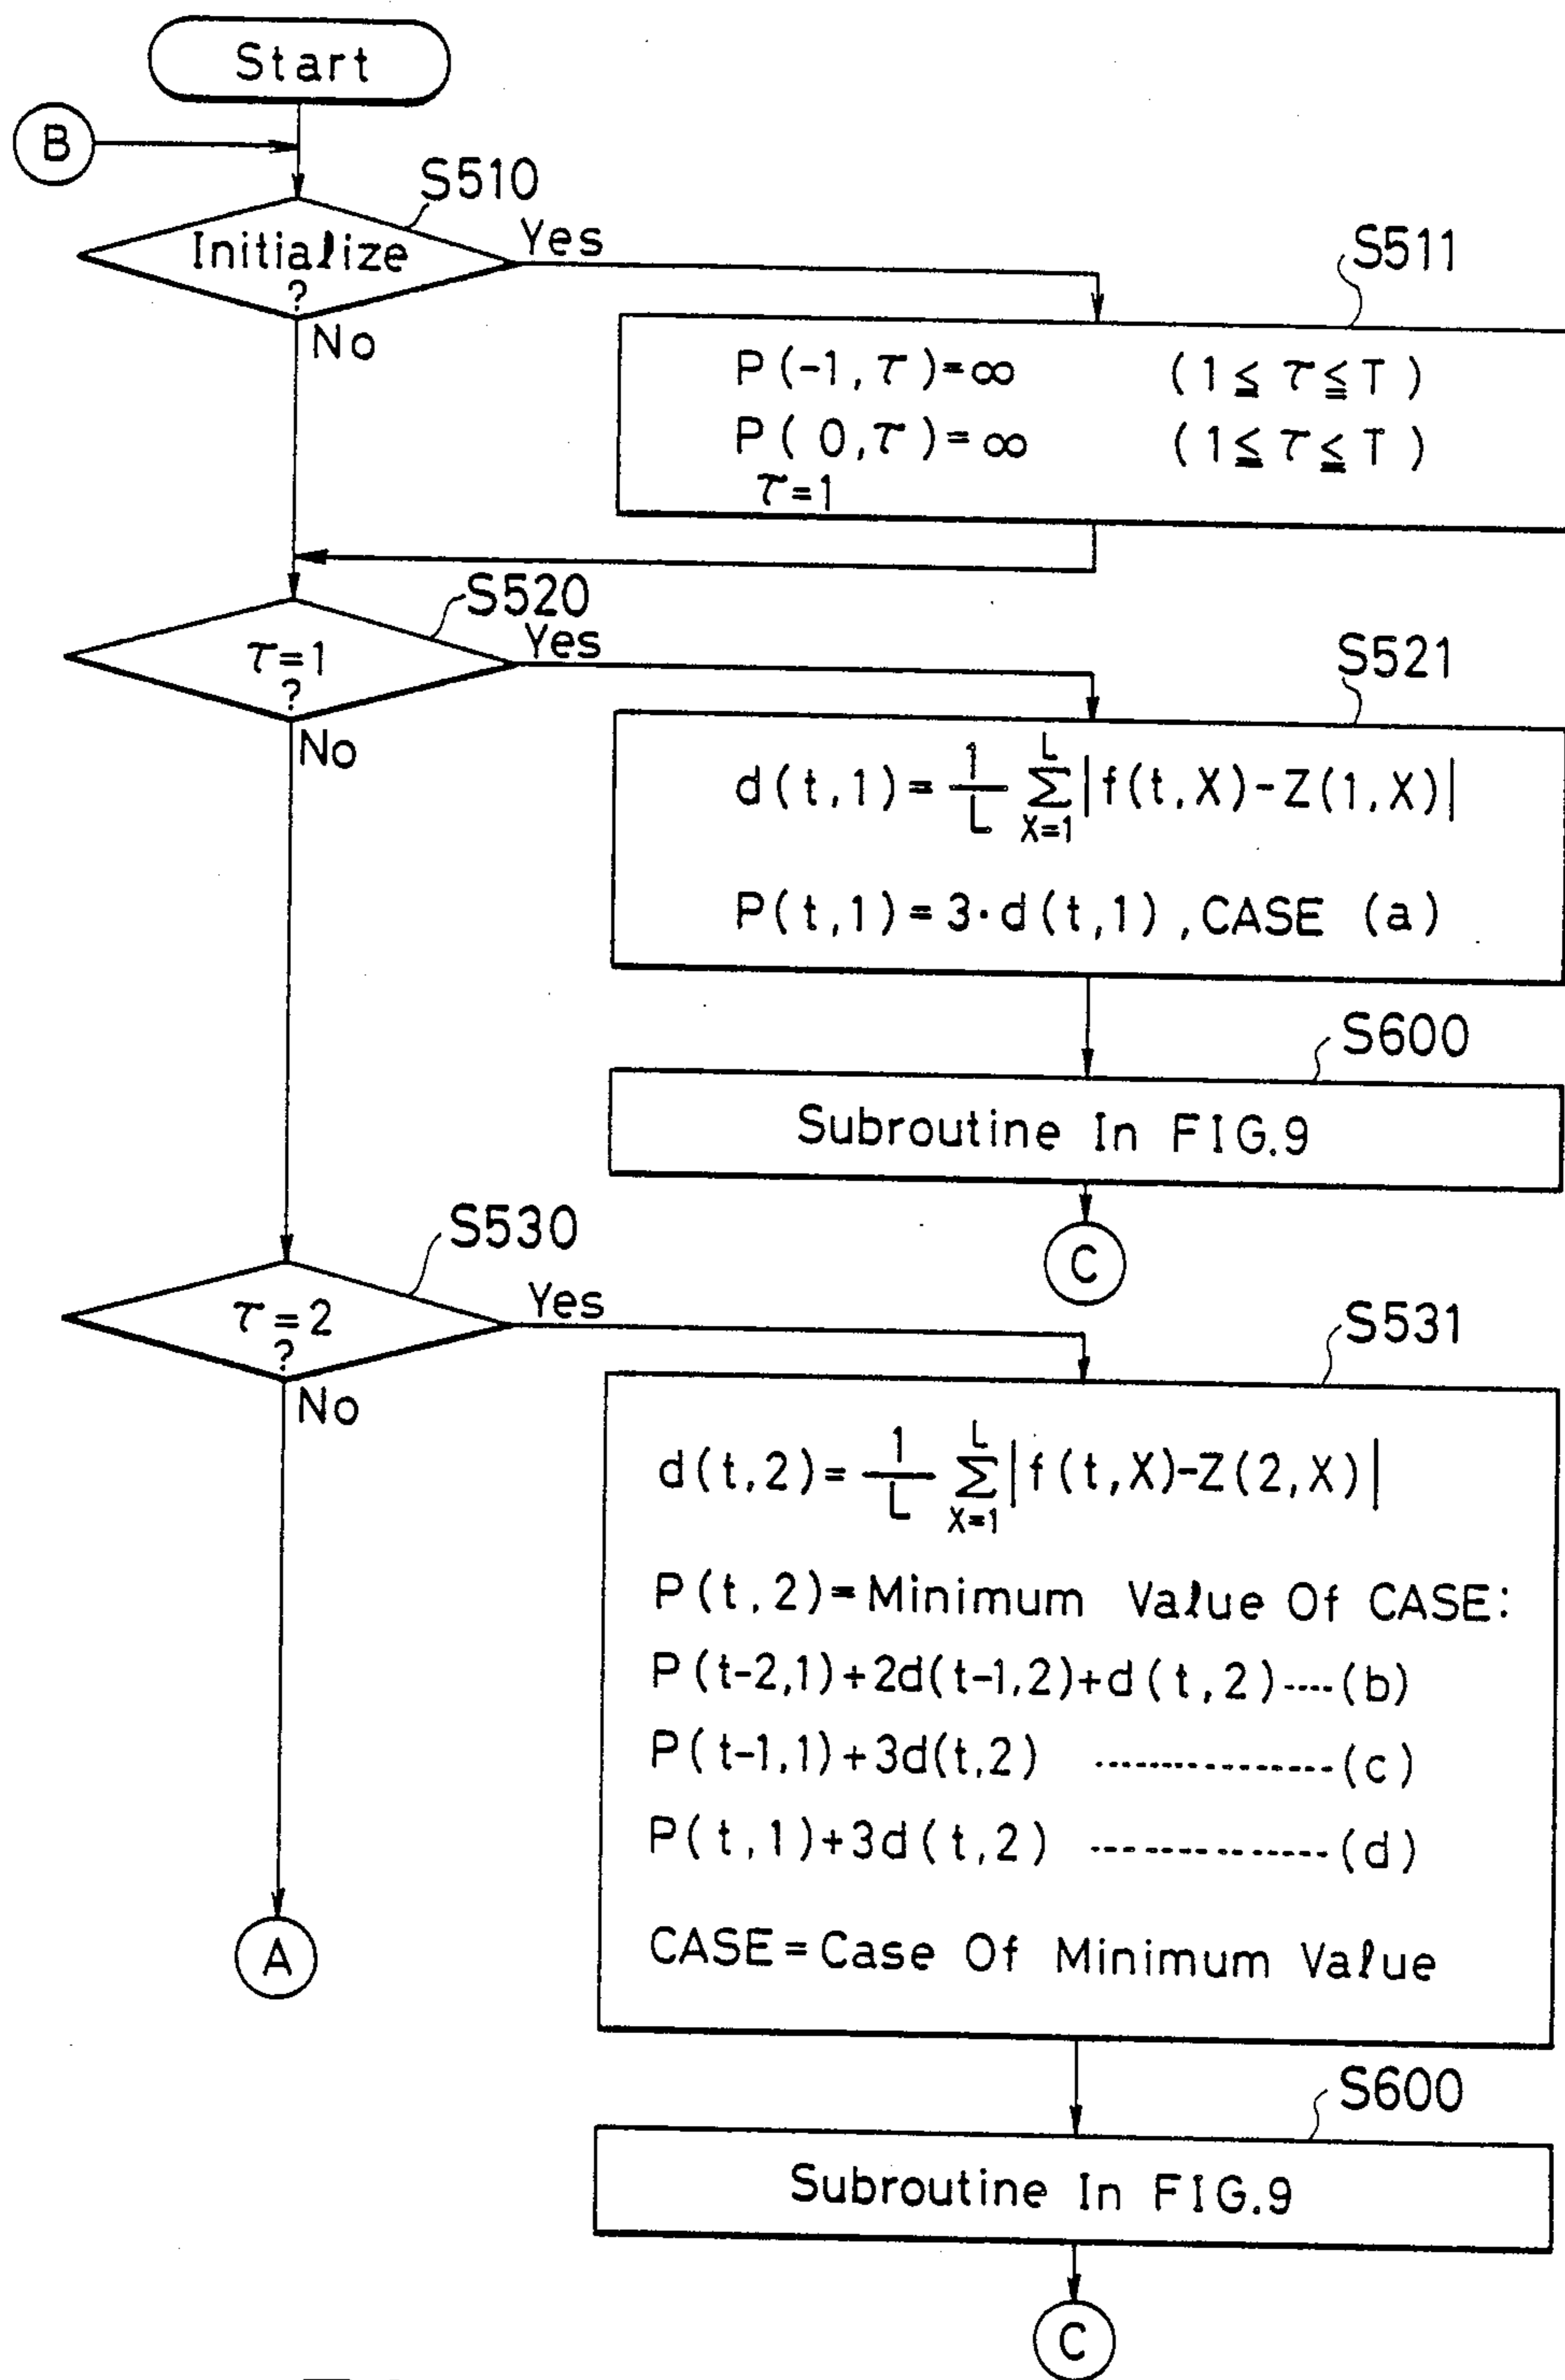 Start
B
S510
Initialize
?
Yes
No
S511
P(-1,τ)=∞ (1≦τ≦T)
P( 0,τ)=∞ (1≦τ≦T)
τ=1
S520
τ=1
?
Yes
No
S521
d(t,1)=1/L Σ_{X=1}^{L}|f(t,X)-Z(1,X)|
P(t,1)=3·d(t,1),CASE (a)
S600
Subroutine In FIG.9
C
S530
τ=2
?
Yes
No
S531
d(t,2)=1/L Σ_{X=1}^{L}|f(t,X)-Z(2,X)|
P(t,2)=Minimum Value Of CASE:
P(t-2,1)+2d(t-1,2)+d(t,2)----(b)
P(t-1,1)+3d(t,2) ----------------(c)
P(t,1)+3d(t,2) ----------------(d)
CASE=Case Of Minimum Value
A
S600
Subroutine In FIG.9
C